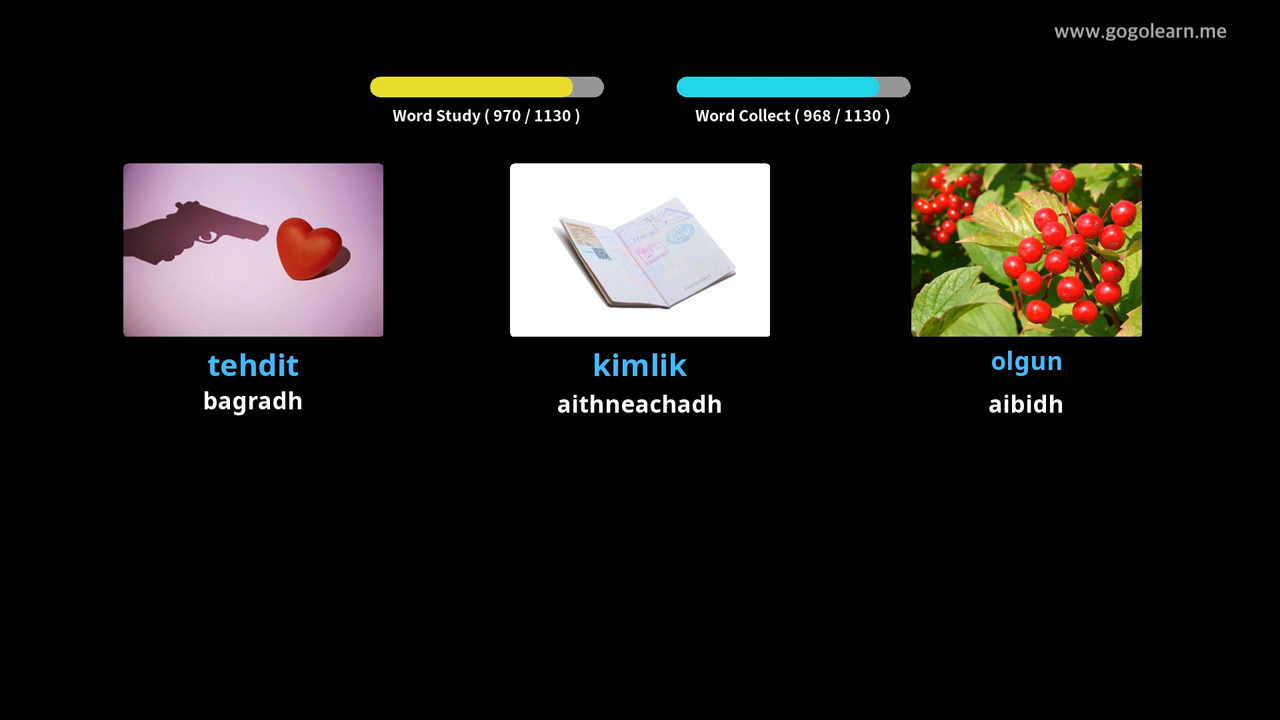 www.gogolearn.me
Word Study ( 970 / 1130 )
Word Collect ( 968 / 1130 )
tehdit
bagradh
kimlik
aithneachadh
olgun
aibidh